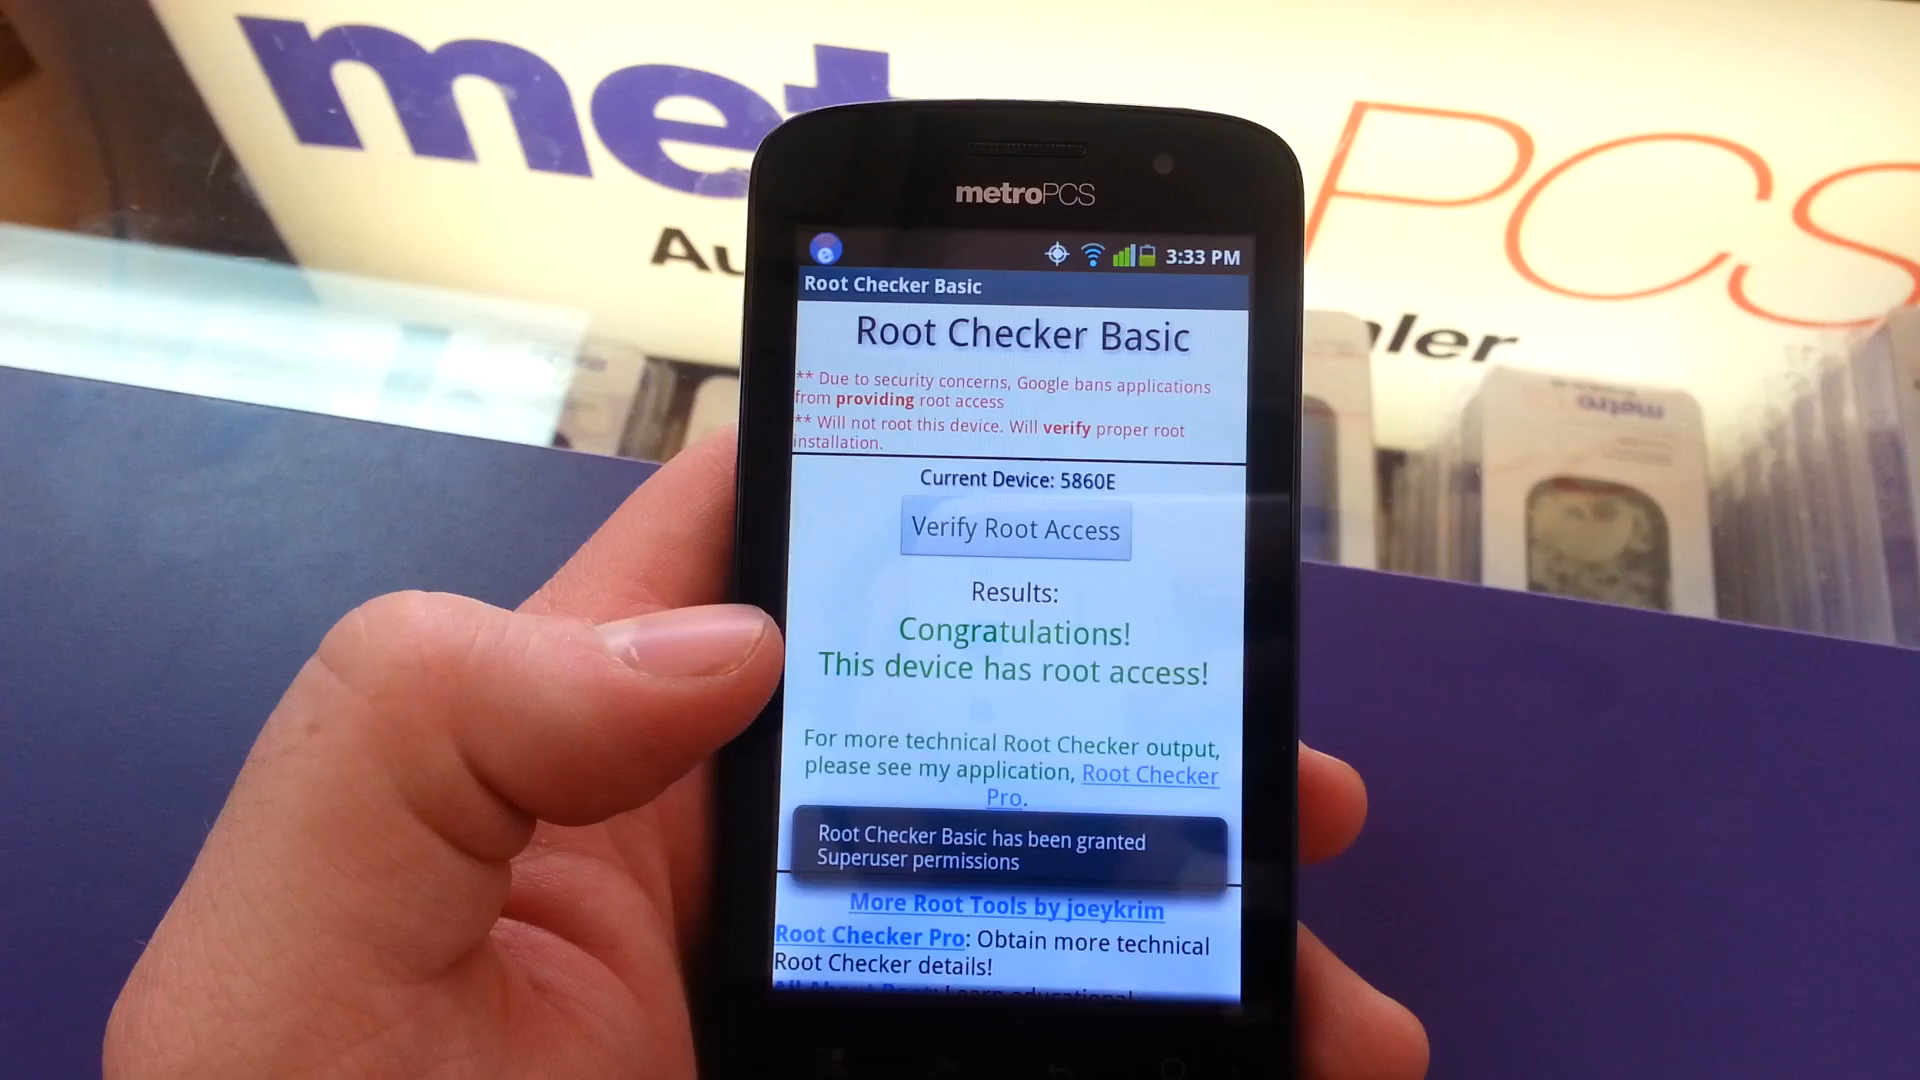 met
PCS
Au
ler
metro
metroPCS
3:33 PM
Root Checker Basic
Root Checker Basic
** Due to security concerns, Google bans applications
from providing root access
** Will not root this device. Will verify proper root
installation.
Current Device: 5860E
Verify Root Access
Results:
Congratulations!
This device has root access!
For more technical Root Checker output,
please see my application, Root Checker
Pro.
Root Checker Basic has been granted
Superuser permissions
More Root Tools by joeykrim
Root Checker Pro: Obtain more technical
Root Checker details!